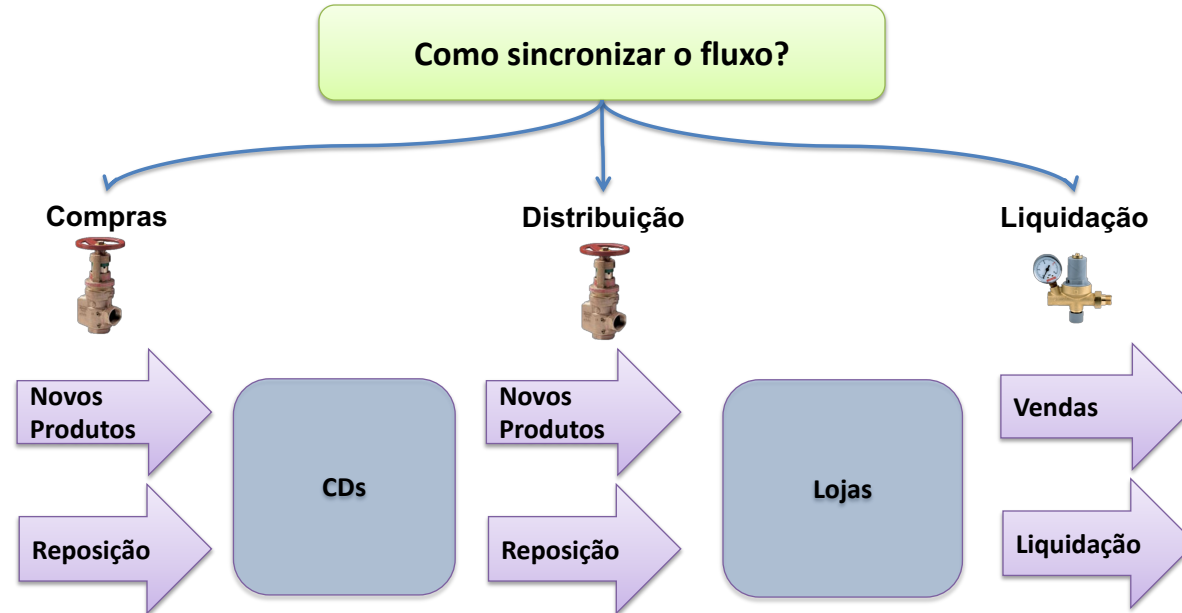 Como sincronizar o fluxo?
Compras
Distribuição
Liquidação
Novos
Produtos
Reposição
CDs
Novos
Produtos
Reposição
Lojas
Vendas
Liquidação